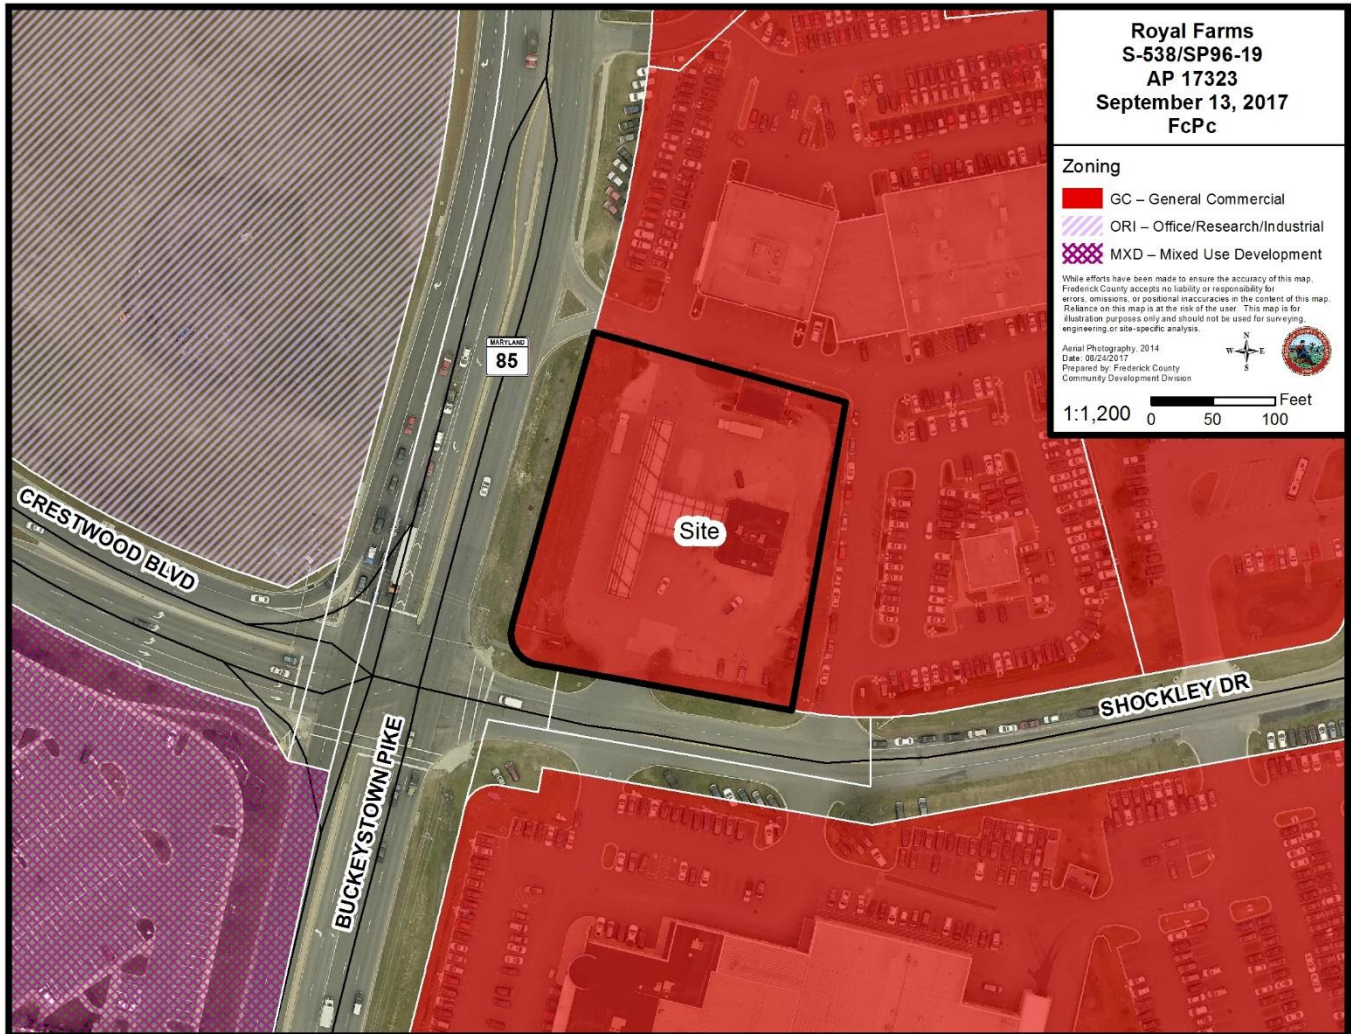 Royal Farms
S-538/SP96-19
AP 17323
September 13, 2017
FcPc
Zoning
GC – General Commercial
ORI – Office/Research/Industrial
MXD – Mixed Use Development
While efforts have been made to ensure the accuracy of this map,
Frederick County accepts no liability or responsibility for
errors, omissions, or positional inaccuracies in the content of this map.
Reliance on this map is at the risk of the user. This map is for
illustration purposes only and should not be used for surveying,
engineering, or site-specific analysis.
Aerial Photography, 2014
Date: 08/24/2017
Prepared by: Frederick County
Community Development Division
N
W E
S
1:1,200
Feet
0 50 100
MARYLAND
85
Site
CRESTWOOD BLVD
SHOCKLEY DR
BUCKEYSTOWN PIKE